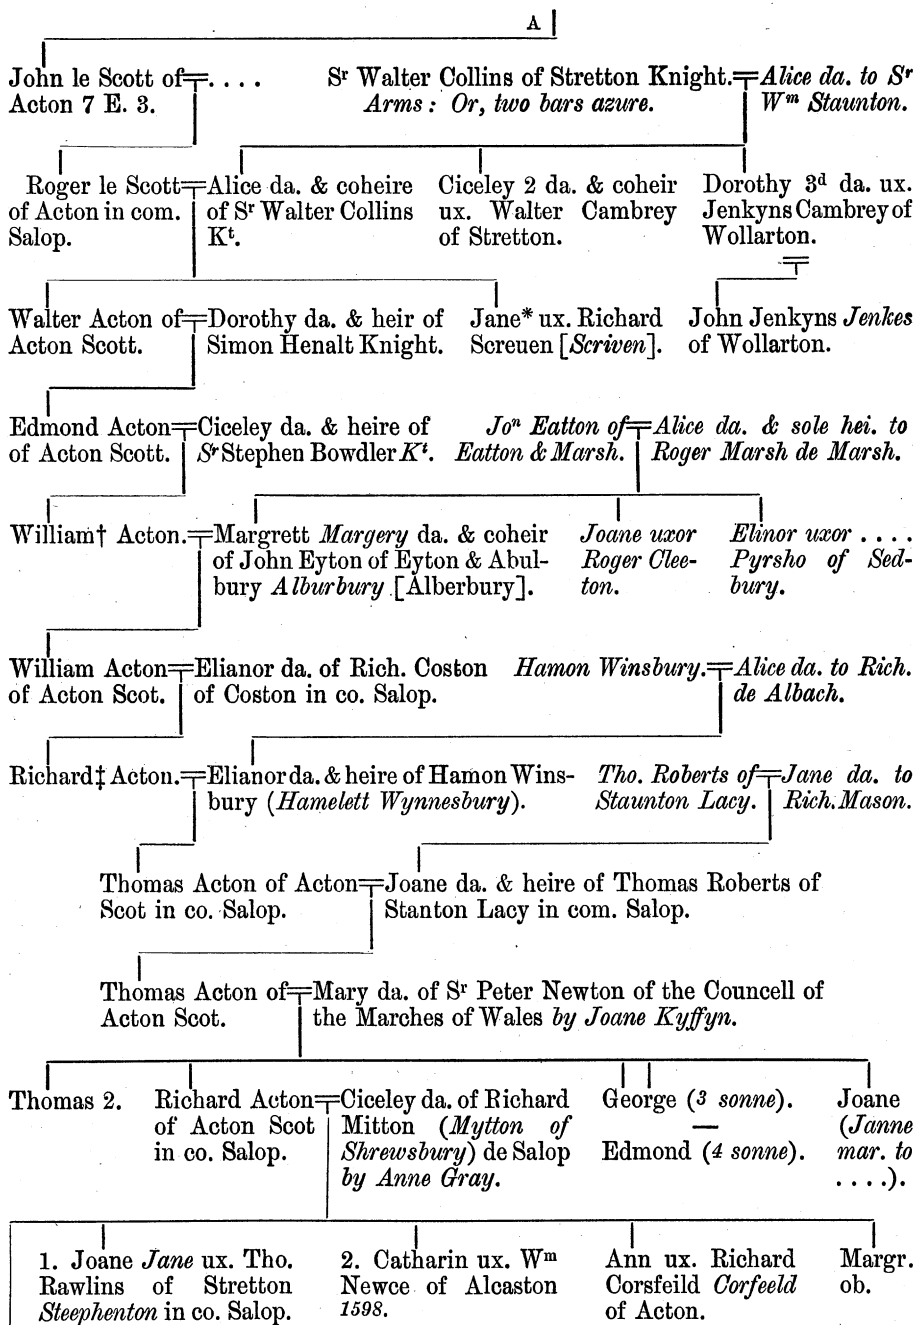 A
John le Scott of . . . . Sʳ Walter Collins of Stretton Knight. Alice da. to Sʳ
Acton 7 E. 3. Arms : Or, two bars azure. Wᵐ Staunton.
Roger le Scott Alice da. & coheire Ciceley 2 da. & coheir Dorothy 3ᵈ da. ux.
of Acton in com. of Sʳ Walter Collins ux. Walter Cambrey Jenkyns Cambrey of
Salop. Kᵗ. of Stretton. Wollarton.
Walter Acton of Dorothy da. & heir of Jane* ux. Richard John Jenkyns Jenkes
Acton Scott. Simon Henalt Knight. Screuen [Scriven]. of Wollarton.
Edmond Acton Ciceley da. & heire of Joⁿ Eatton of Alice da. & sole hei. to
of Acton Scott. Sʳ Stephen Bowdler Kᵗ. Eatton & Marsh. Roger Marsh de Marsh.
William† Acton. Margrett Margery da. & coheir Joane uxor Elinor uxor . . . .
of John Eyton of Eyton & Abul- Roger Clee- Pyrsho of Sed-
bury Alburbury [Alberbury]. ton. bury.
William Acton Elianor da. of Rich. Coston Hamon Winsbury. Alice da. to Rich.
of Acton Scot. of Coston in co. Salop. de Albach.
Richard‡ Acton. Elianor da. & heire of Hamon Wins- Tho. Roberts of Jane da. to
bury (Hamelett Wynnesbury). Staunton Lacy. Rich. Mason.
Thomas Acton of Acton Joane da. & heire of Thomas Roberts of
Scot in co. Salop. Stanton Lacy in com. Salop.
Thomas Acton of Mary da. of Sʳ Peter Newton of the Councell of
Acton Scot. the Marches of Wales by Joane Kyffyn.
Thomas 2. Richard Acton Ciceley da. of Richard George (3 sonne). Joane
of Acton Scot Mitton (Mytton of — (Janne
in co. Salop. Shrewsbury) de Salop Edmond (4 sonne). mar. to
by Anne Gray. . . . .).
1. Joane Jane ux. Tho. 2. Catharin ux. Wᵐ Ann ux. Richard Margr.
Rawlins of Stretton Newce of Alcaston Corsfeild Corfeeld ob.
Steephenton in co. Salop. 1598. of Acton.